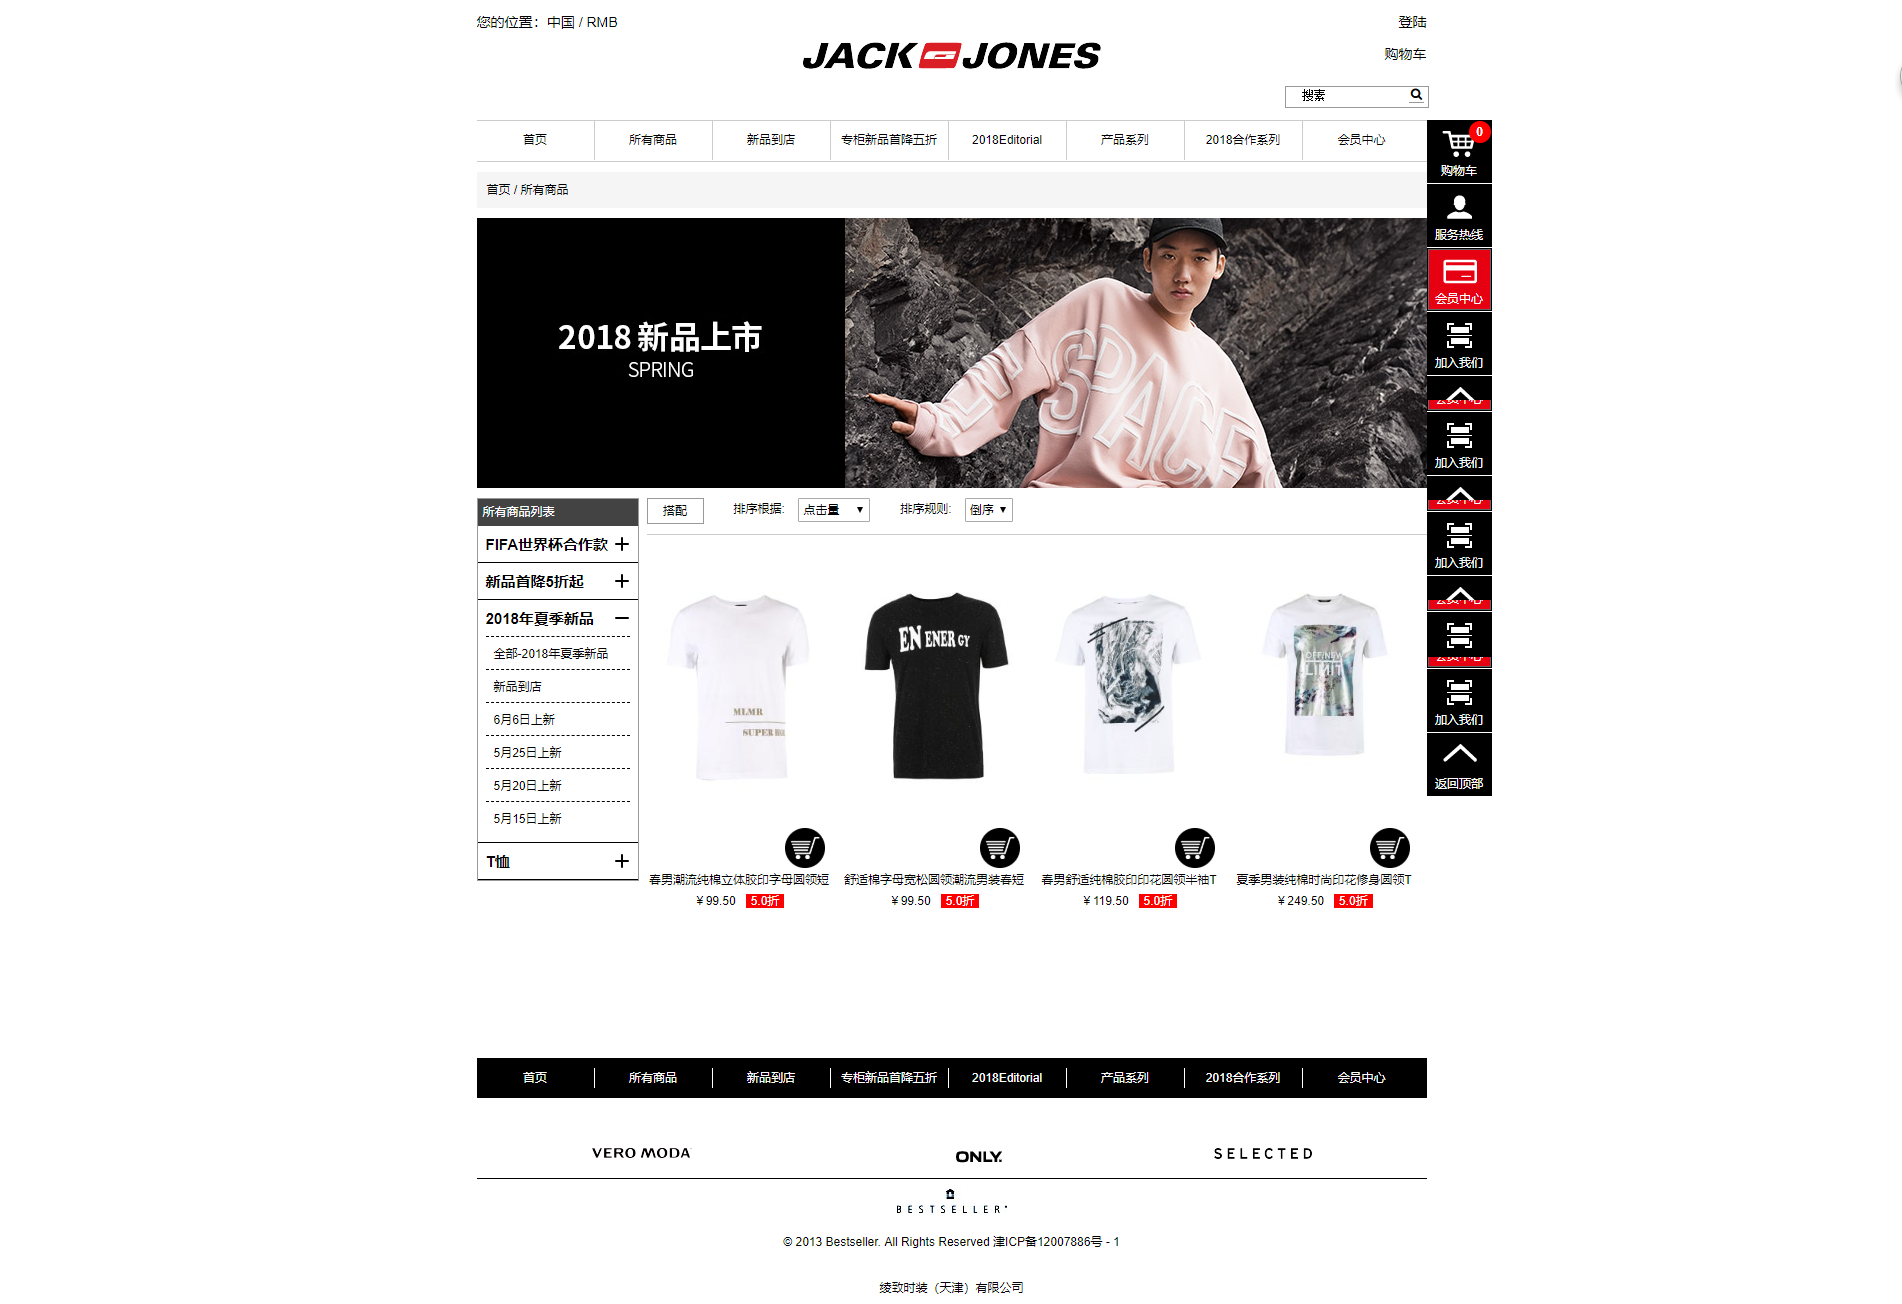 您的位置：中国 / RMB
登陆
JACK JONES
购物车
搜素
首页 所有商品 新品到店 专柜新品首降五折 2018Editorial 产品系列 2018合作系列 会员中心
0
购物车
首页 / 所有商品
服务热线
会员中心
加入我们
2018 新品上市
SPRING
SPACE
会员中心
加入我们
会员中心
加入我们
会员中心
会员中心
加入我们
返回顶部
所有商品列表
搭配 排序根据: 点击量 ▼ 排序规则: 倒序 ▼
FIFA世界杯合作款
新品首降5折起
2018年夏季新品
全部-2018年夏季新品
新品到店
6月6日上新
5月25日上新
5月20日上新
5月15日上新
T恤
MLMR
EN ENER GY
OFF/NEW
LIMIT
春男潮流纯棉立体胶印字母圆领短
¥ 99.50 5.0折
舒适棉字母宽松圆领潮流男装春短
¥ 99.50 5.0折
春男舒适纯棉胶印印花圆领半袖T
¥ 119.50 5.0折
夏季男装纯棉时尚印花修身圆领T
¥ 249.50 5.0折
首页 所有商品 新品到店 专柜新品首降五折 2018Editorial 产品系列 2018合作系列 会员中心
VERO MODA ONLY. SELECTED
BESTSELLER
© 2013 Bestseller. All Rights Reserved 津ICP备12007886号 - 1
绫致时装（天津）有限公司